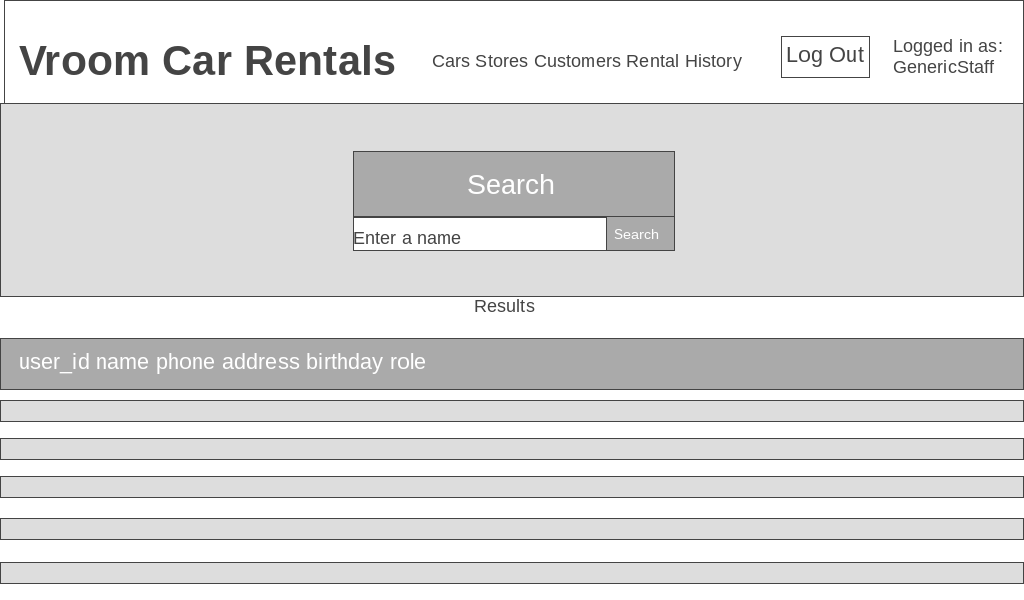 Vroom Car Rentals
Cars Stores Customers Rental History
Log Out
Logged in as:
GenericStaff
Search
Enter a name
Search
Results
user_id name phone address birthday role